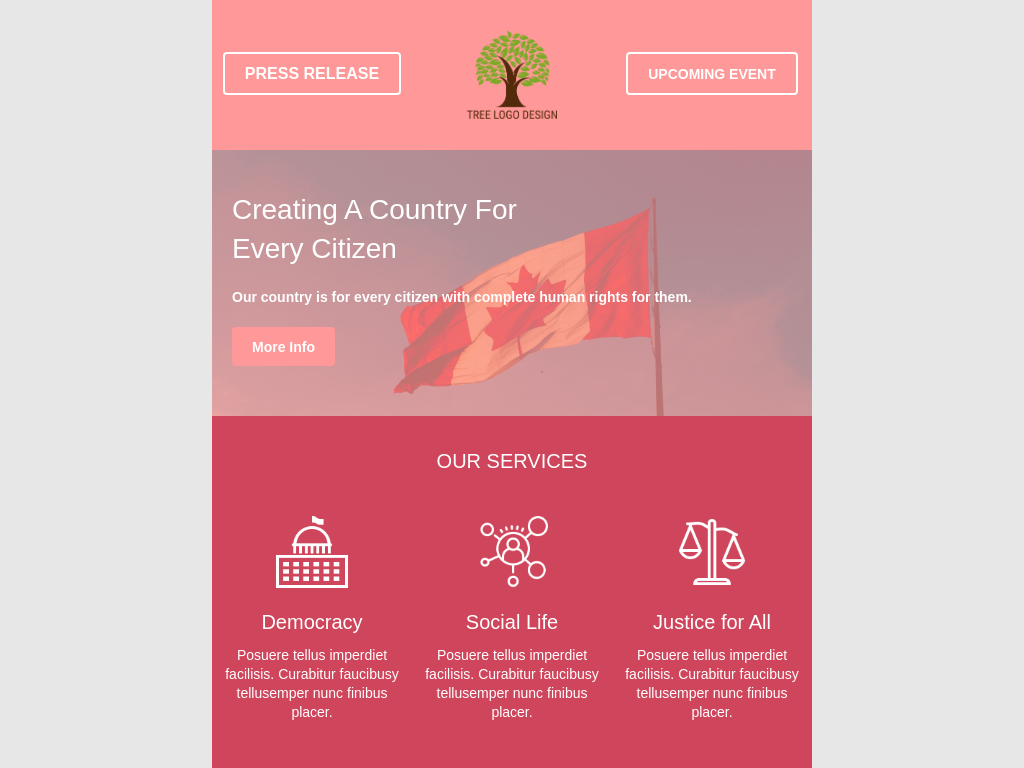 PRESS RELEASE
TREE LOGO DESIGN
UPCOMING EVENT
Creating A Country For
Every Citizen
Our country is for every citizen with complete human rights for them.
More Info
OUR SERVICES
Democracy
Posuere tellus imperdiet
facilisis. Curabitur faucibusy
tellusemper nunc finibus
placer.
Social Life
Posuere tellus imperdiet
facilisis. Curabitur faucibusy
tellusemper nunc finibus
placer.
Justice for All
Posuere tellus imperdiet
facilisis. Curabitur faucibusy
tellusemper nunc finibus
placer.